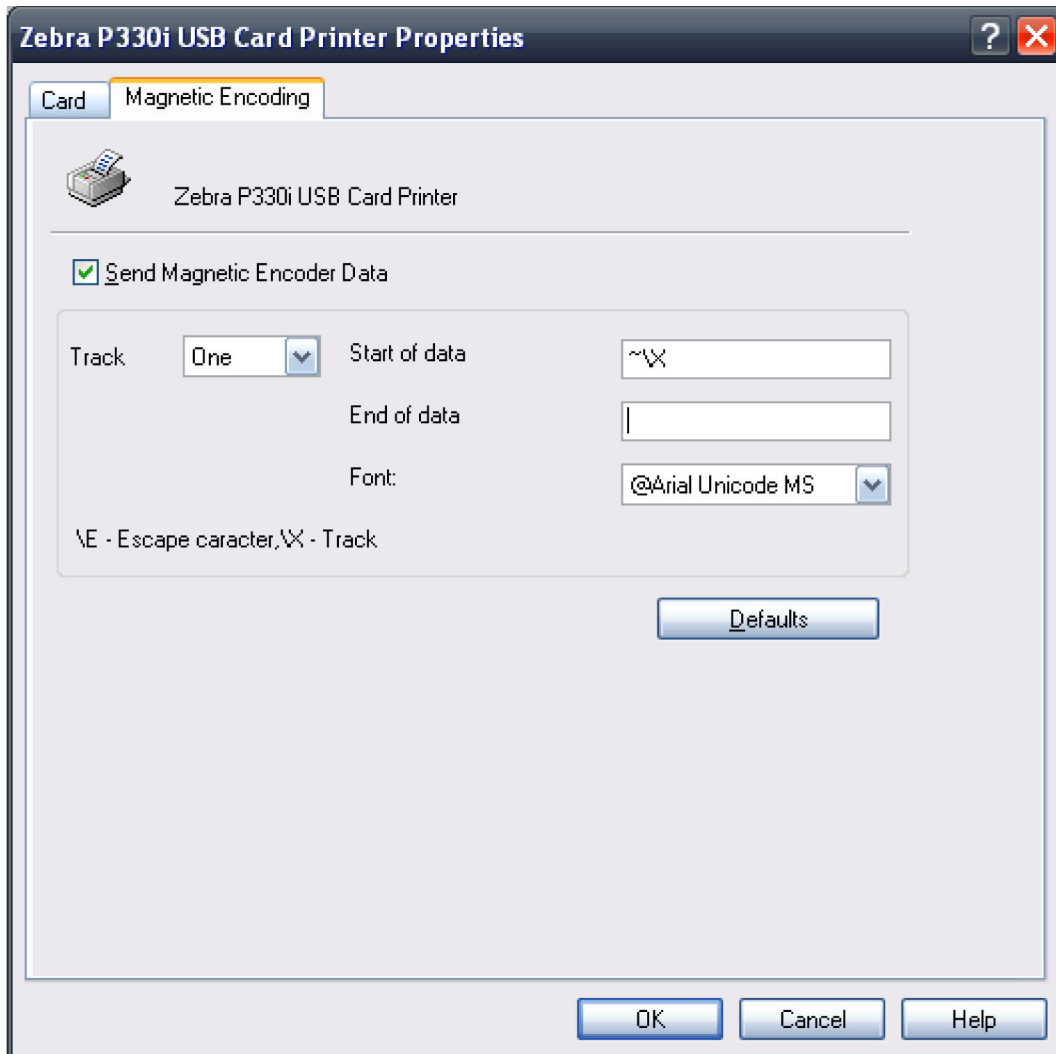 Zebra P330i USB Card Printer Properties
Card
Magnetic Encoding
Zebra P330i USB Card Printer
Send Magnetic Encoder Data
Track One Start of data ~\X
End of data
Font: @Arial Unicode MS
\E - Escape caracter,\X - Track
Defaults
OK Cancel Help